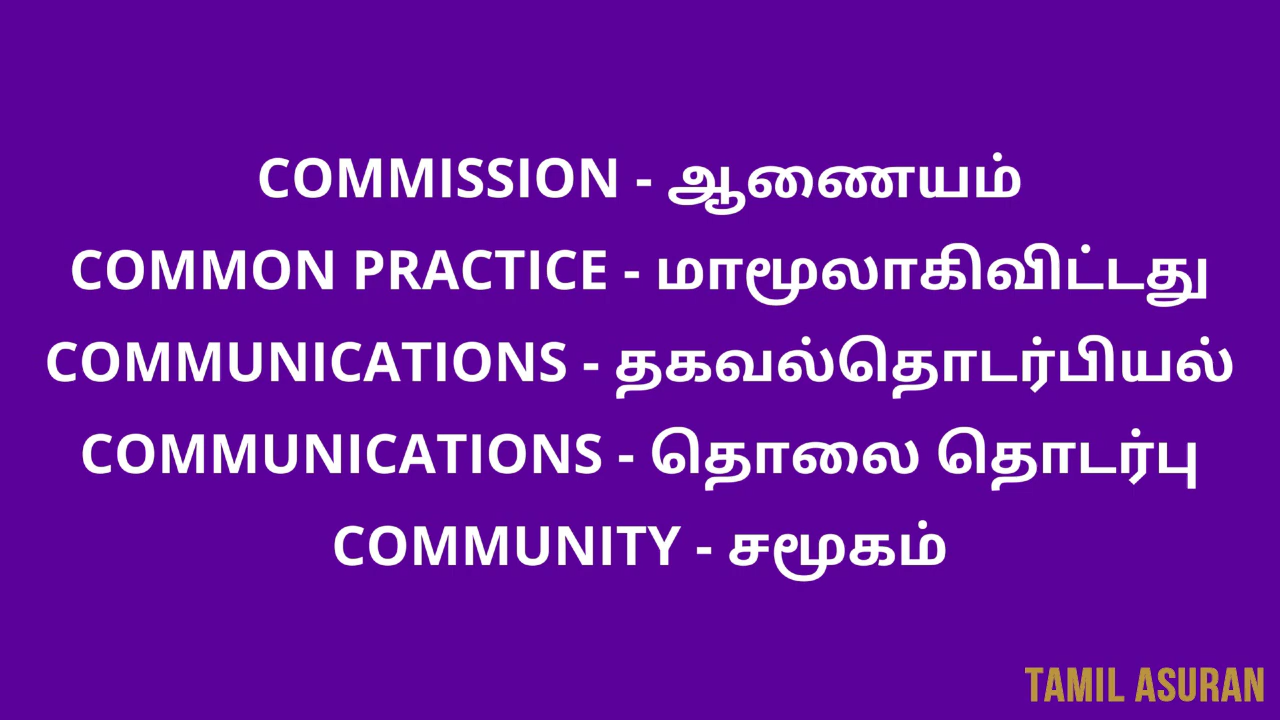 COMMISSION - ஆணையம்
COMMON PRACTICE - மாமூலாகிவிட்டது
COMMUNICATIONS - தகவல்தொடர்பியல்
COMMUNICATIONS - தொலை தொடர்பு
COMMUNITY - சமூகம்
TAMIL ASURAN